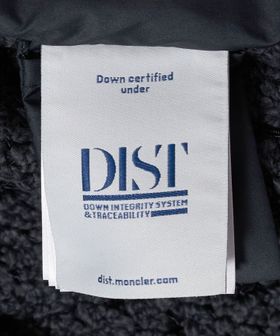 Down certified
under
DIST
DOWN INTEGRITY SYSTEM
& TRACEABILITY
dist.moncler.com